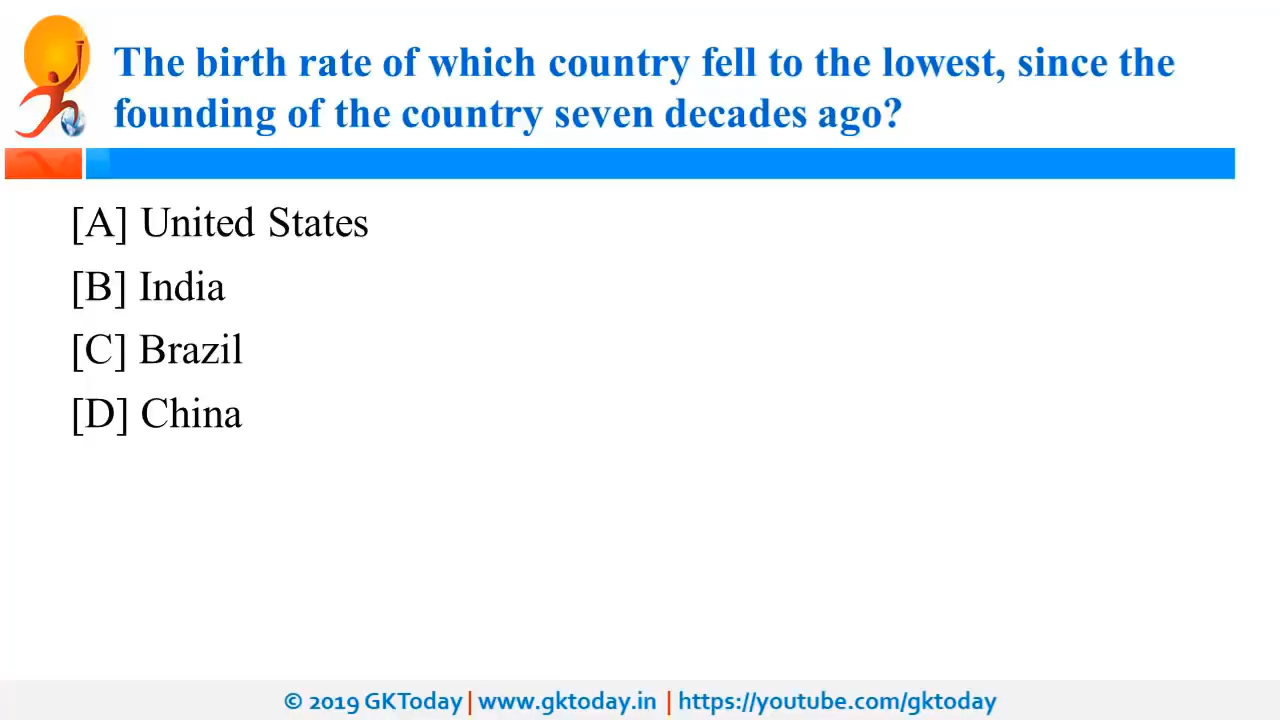 The birth rate of which country fell to the lowest, since the
founding of the country seven decades ago?
[A] United States
[B] India
[C] Brazil
[D] China
© 2019 GKToday | www.gktoday.in | https://youtube.com/gktoday